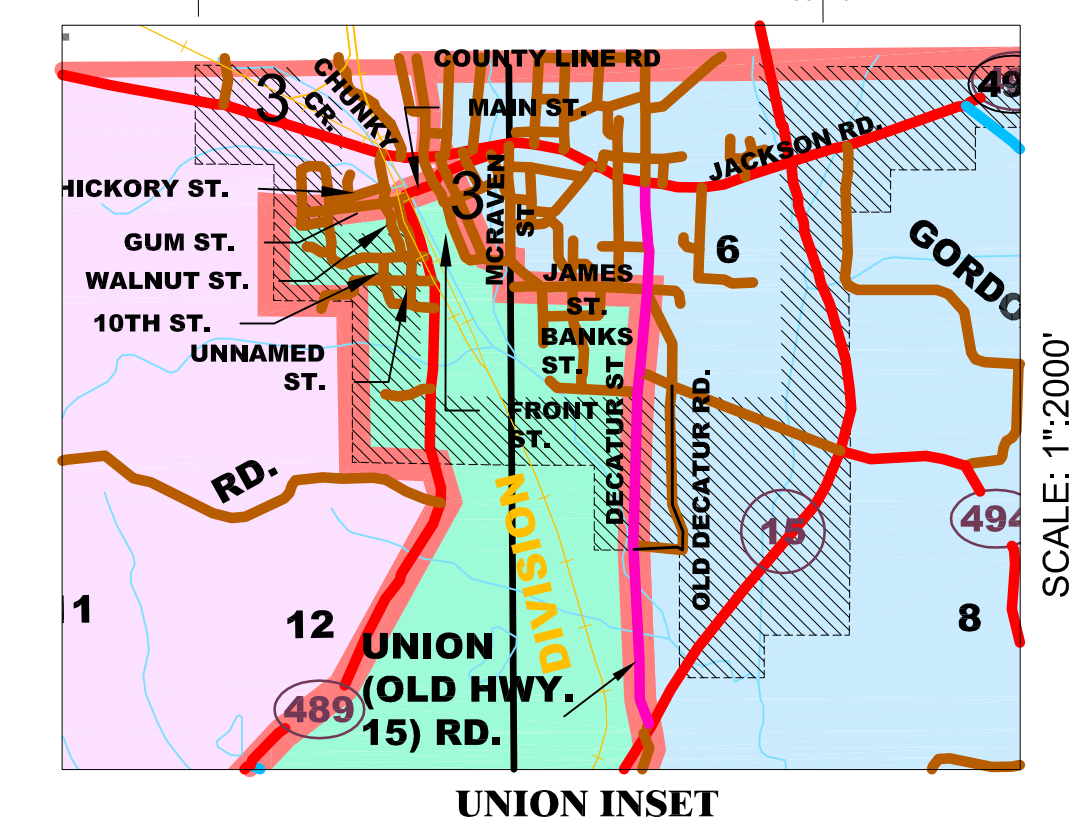 COUNTY LINE RD
CHUNKY
CR.
3
MAIN ST.
49
JACKSON RD.
HICKORY ST.
3
MCRAVEN
ST.
GUM ST.
6
WALNUT ST.
JAMES
ST.
10TH ST.
BANKS
ST.
UNNAMED
ST.
DECATUR ST
OLD DECATUR RD.
FRONT
ST.
RD.
DIVISION
15
494
SCALE: 1":2000'
11
12
8
UNION
(OLD HWY.
15) RD.
489
UNION INSET